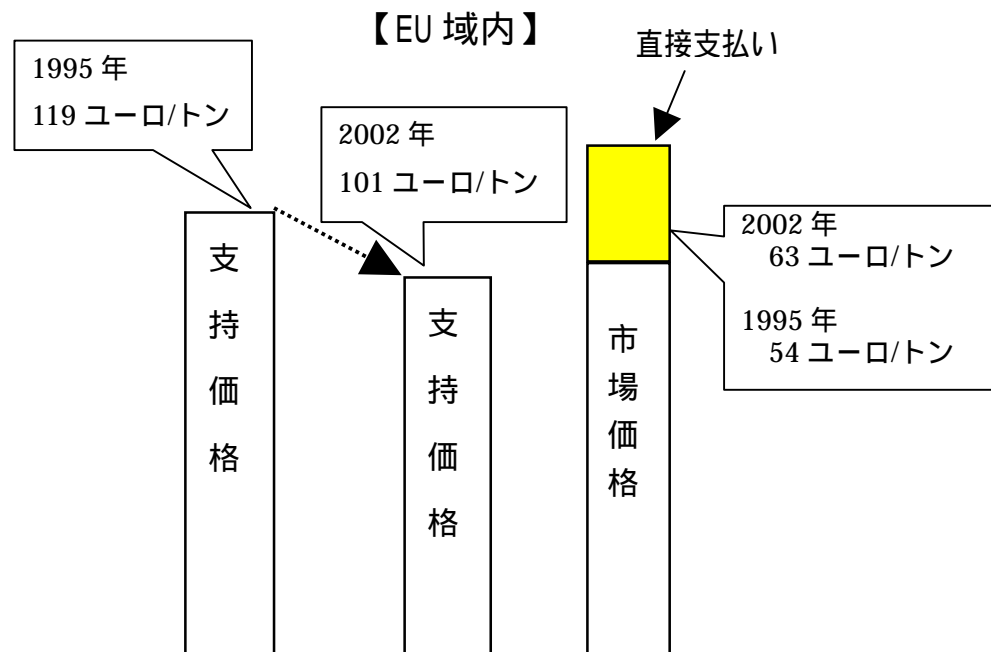 【EU 域内】
直接支払い
1995 年
119 ユーロ/トン
2002 年
101 ユーロ/トン
2002 年
63 ユーロ/トン
1995 年
54 ユーロ/トン
支持価格
支持価格
市場価格